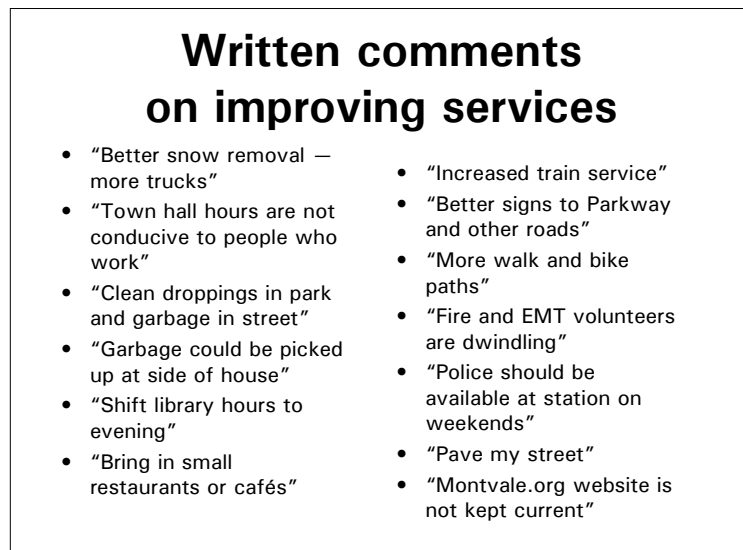 Written comments
on improving services
• “Better snow removal —
more trucks”
• “Town hall hours are not
conducive to people who
work”
• “Clean droppings in park
and garbage in street”
• “Garbage could be picked
up at side of house”
• “Shift library hours to
evening”
• “Bring in small
restaurants or cafés”
• “Increased train service”
• “Better signs to Parkway
and other roads”
• “More walk and bike
paths”
• “Fire and EMT volunteers
are dwindling”
• “Police should be
available at station on
weekends”
• “Pave my street”
• “Montvale.org website is
not kept current”